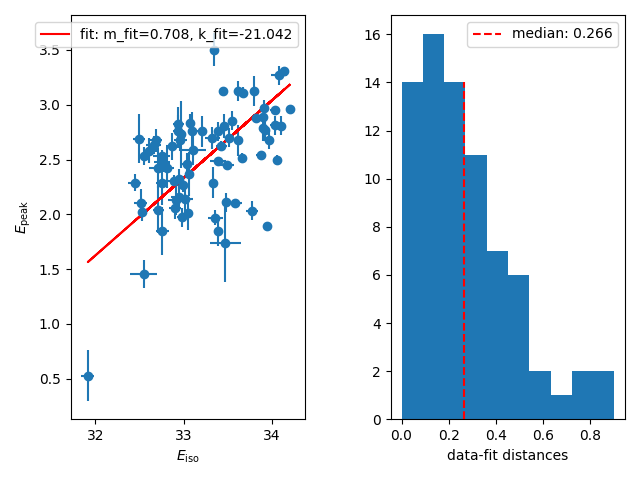 fit: m_fit=0.708, k_fit=-21.042
3.5
3.0
2.5
2.0
1.5
1.0
0.5
E_peak
32 33 34
E_iso
median: 0.266
16
14
12
10
8
6
4
2
0
0.0 0.2 0.4 0.6 0.8
data-fit distances